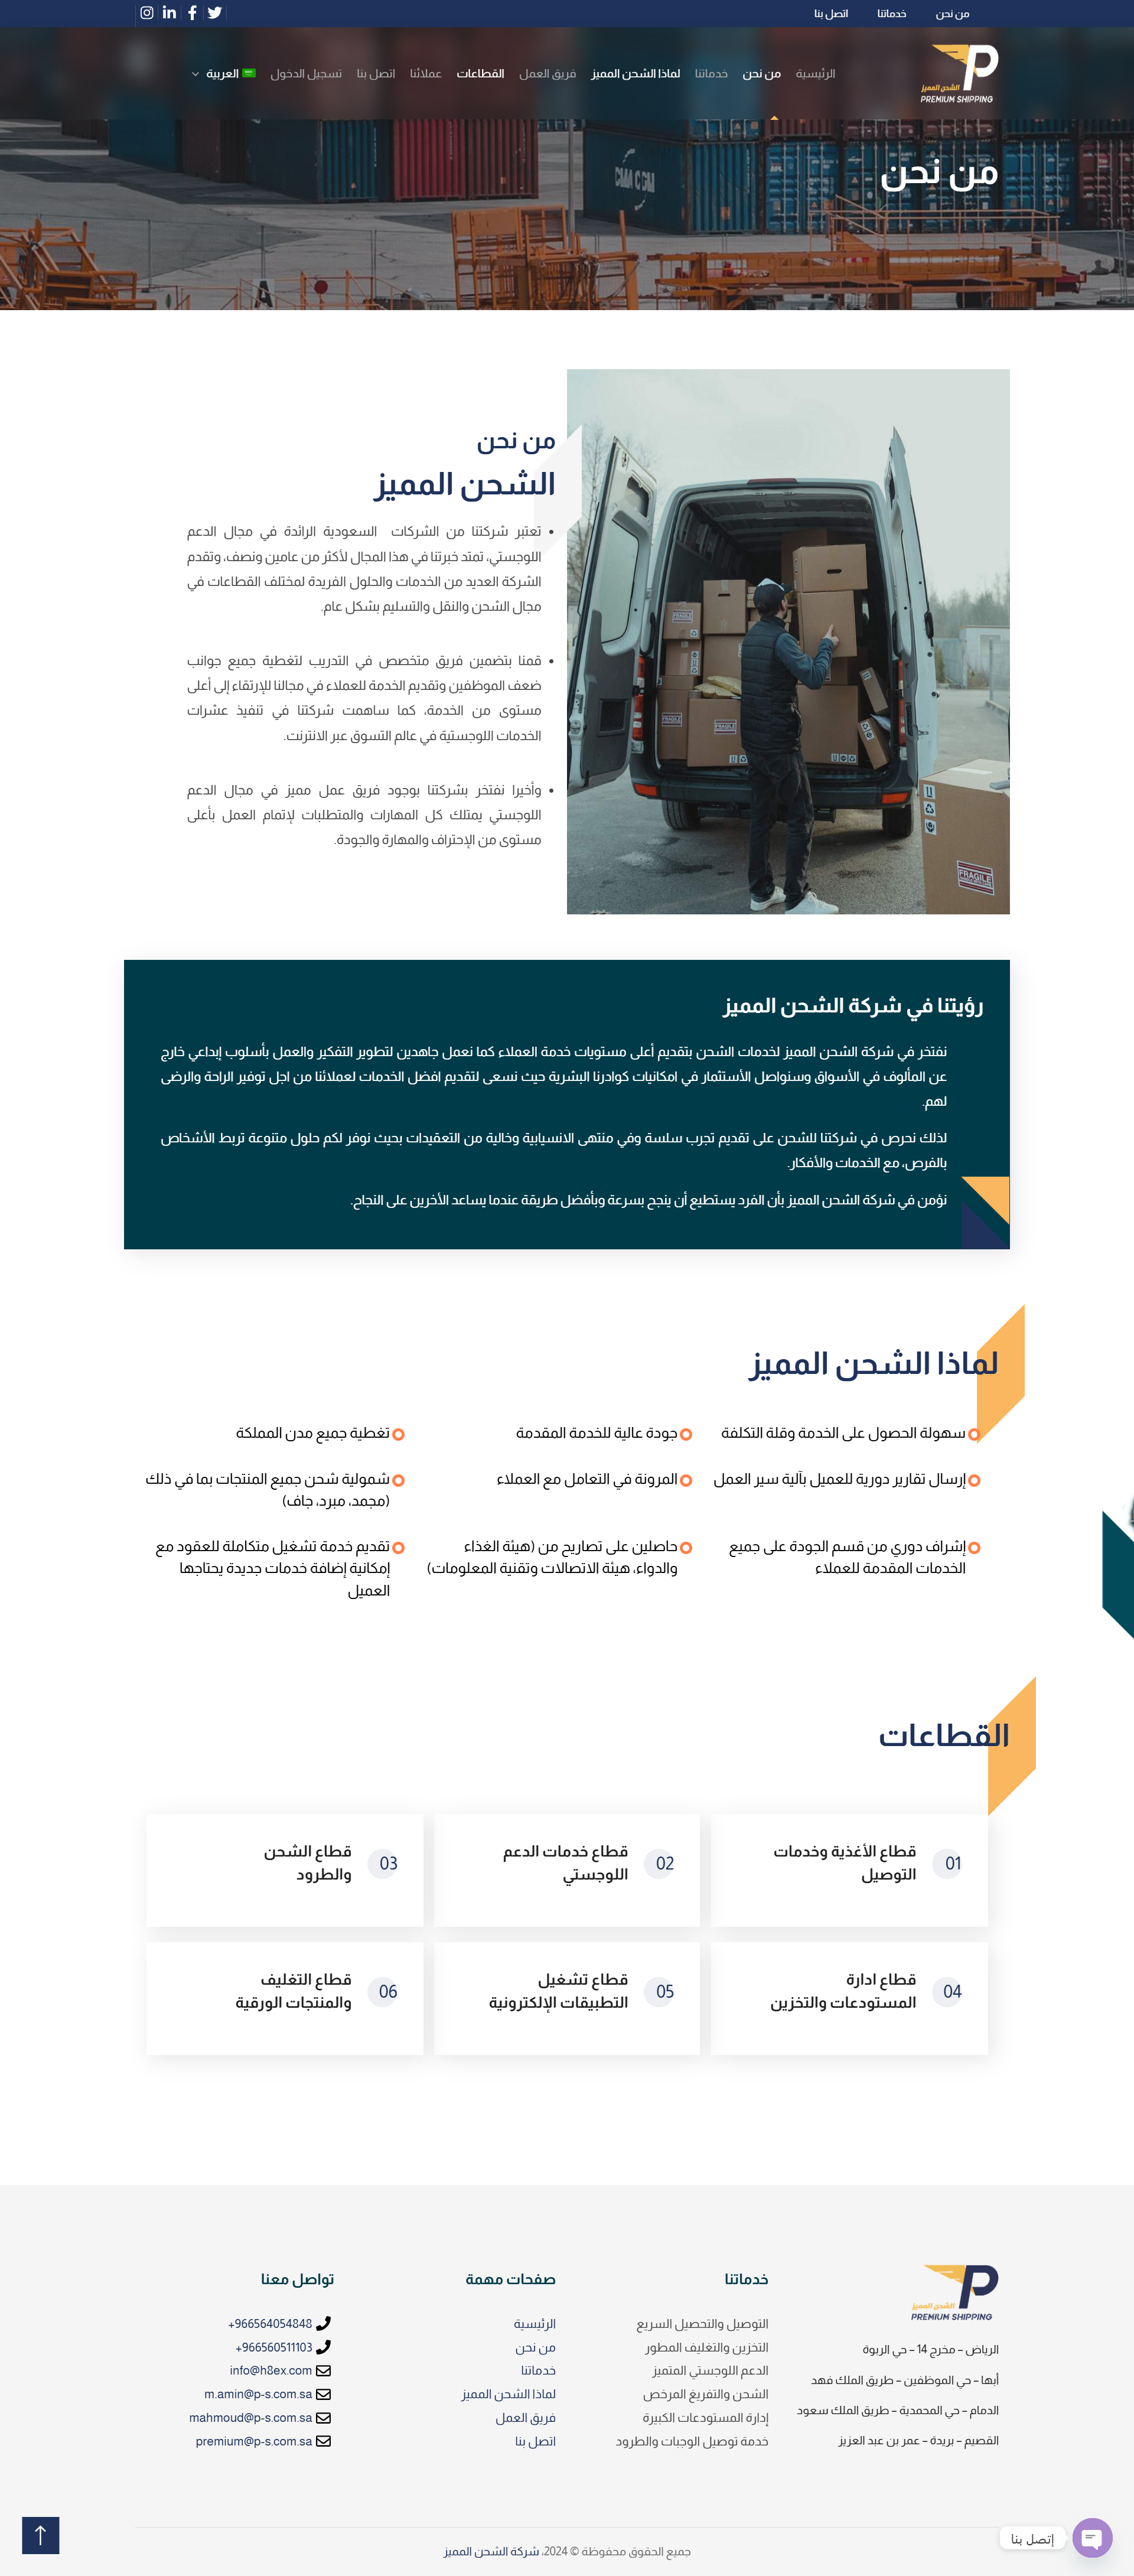 من نحن
خدماتنا
اتصل بنا
الشحن المميز
PREMIUM SHIPPING
الرئيسية
من نحن
خدماتنا
لماذا الشحن المميز
فريق العمل
القطاعات
عملائنا
اتصل بنا
تسجيل الدخول
العربية
CMA CGM
من نحن
من نحن
الشحن المميز
تعتبر شركتنا من الشركات السعودية الرائدة في مجال الدعم
اللوجستي، تمتد خبرتنا في هذا المجال لأكثر من عامين ونصف، وتقدم
الشركة العديد من الخدمات والحلول الفريدة لمختلف القطاعات في
مجال الشحن والنقل والتسليم بشكل عام.
قمنا بتضمين فريق متخصص في التدريب لتغطية جميع جوانب
ضعف الموظفين وتقديم الخدمة للعملاء في مجالنا للإرتقاء إلى أعلى
مستوى من الخدمة، كما ساهمت شركتنا في تنفيذ عشرات
الخدمات اللوجستية في عالم التسوق عبر الانترنت.
وأخيرا نفتخر بشركتنا بوجود فريق عمل مميز في مجال الدعم
اللوجستي يمتلك كل المهارات والمتطلبات لإتمام العمل بأعلى
مستوى من الإحتراف والمهارة والجودة.
FRAGILE
FRAGILE
FRAGILE
FRAGILE
رؤيتنا في شركة الشحن المميز
نفتخر في شركة الشحن المميز لخدمات الشحن بتقديم أعلى مستويات خدمة العملاء كما نعمل جاهدين لتطوير التفكير والعمل بأسلوب إبداعي خارج
عن المألوف في الأسواق وسنواصل الأستثمار في امكانيات كوادرنا البشرية حيث نسعى لتقديم افضل الخدمات لعملائنا من اجل توفير الراحة والرضى
لهم.
لذلك نحرص في شركتنا للشحن على تقديم تجرب سلسة وفي منتهى الانسيابية وخالية من التعقيدات بحيث نوفر لكم حلول متنوعة تربط الأشخاص
بالفرص، مع الخدمات والأفكار.
نؤمن في شركة الشحن المميز بأن الفرد يستطيع أن ينجح بسرعة وبأفضل طريقة عندما يساعد الأخرين على النجاح.
لماذا الشحن المميز
سهولة الحصول على الخدمة وقلة التكلفة
جودة عالية للخدمة المقدمة
تغطية جميع مدن المملكة
إرسال تقارير دورية للعميل بآلية سير العمل
المرونة في التعامل مع العملاء
شمولية شحن جميع المنتجات بما في ذلك
(مجمد، مبرد، جاف)
إشراف دوري من قسم الجودة على جميع
الخدمات المقدمة للعملاء
حاصلين على تصاريح من (هيئة الغذاء
والدواء، هيئة الاتصالات وتقنية المعلومات)
تقديم خدمة تشغيل متكاملة للعقود مع
إمكانية إضافة خدمات جديدة يحتاجها
العميل
القطاعات
01
قطاع الأغذية وخدمات
التوصيل
02
قطاع خدمات الدعم
اللوجستي
03
قطاع الشحن
والطرود
04
قطاع ادارة
المستودعات والتخزين
05
قطاع تشغيل
التطبيقات الإلكترونية
06
قطاع التغليف
والمنتجات الورقية
الشحن المميز
PREMIUM SHIPPING
الرياض – مخرج 14 – حي الربوة
أبها – حي الموظفين – طريق الملك فهد
الدمام – حي المحمدية – طريق الملك سعود
القصيم – بريدة – عمر بن عبد العزيز
خدماتنا
التوصيل والتحصيل السريع
التخزين والتغليف المطور
الدعم اللوجستي المتميز
الشحن والتفريغ المرخص
إدارة المستودعات الكبيرة
خدمة توصيل الوجبات والطرود
صفحات مهمة
الرئيسية
من نحن
خدماتنا
لماذا الشحن المميز
فريق العمل
اتصل بنا
تواصل معنا
+966564054848
+966560511103
info@h8ex.com
m.amin@p-s.com.sa
mahmoud@p-s.com.sa
premium@p-s.com.sa
إتصل بنا
جميع الحقوق محفوظة © 2024، شركة الشحن المميز